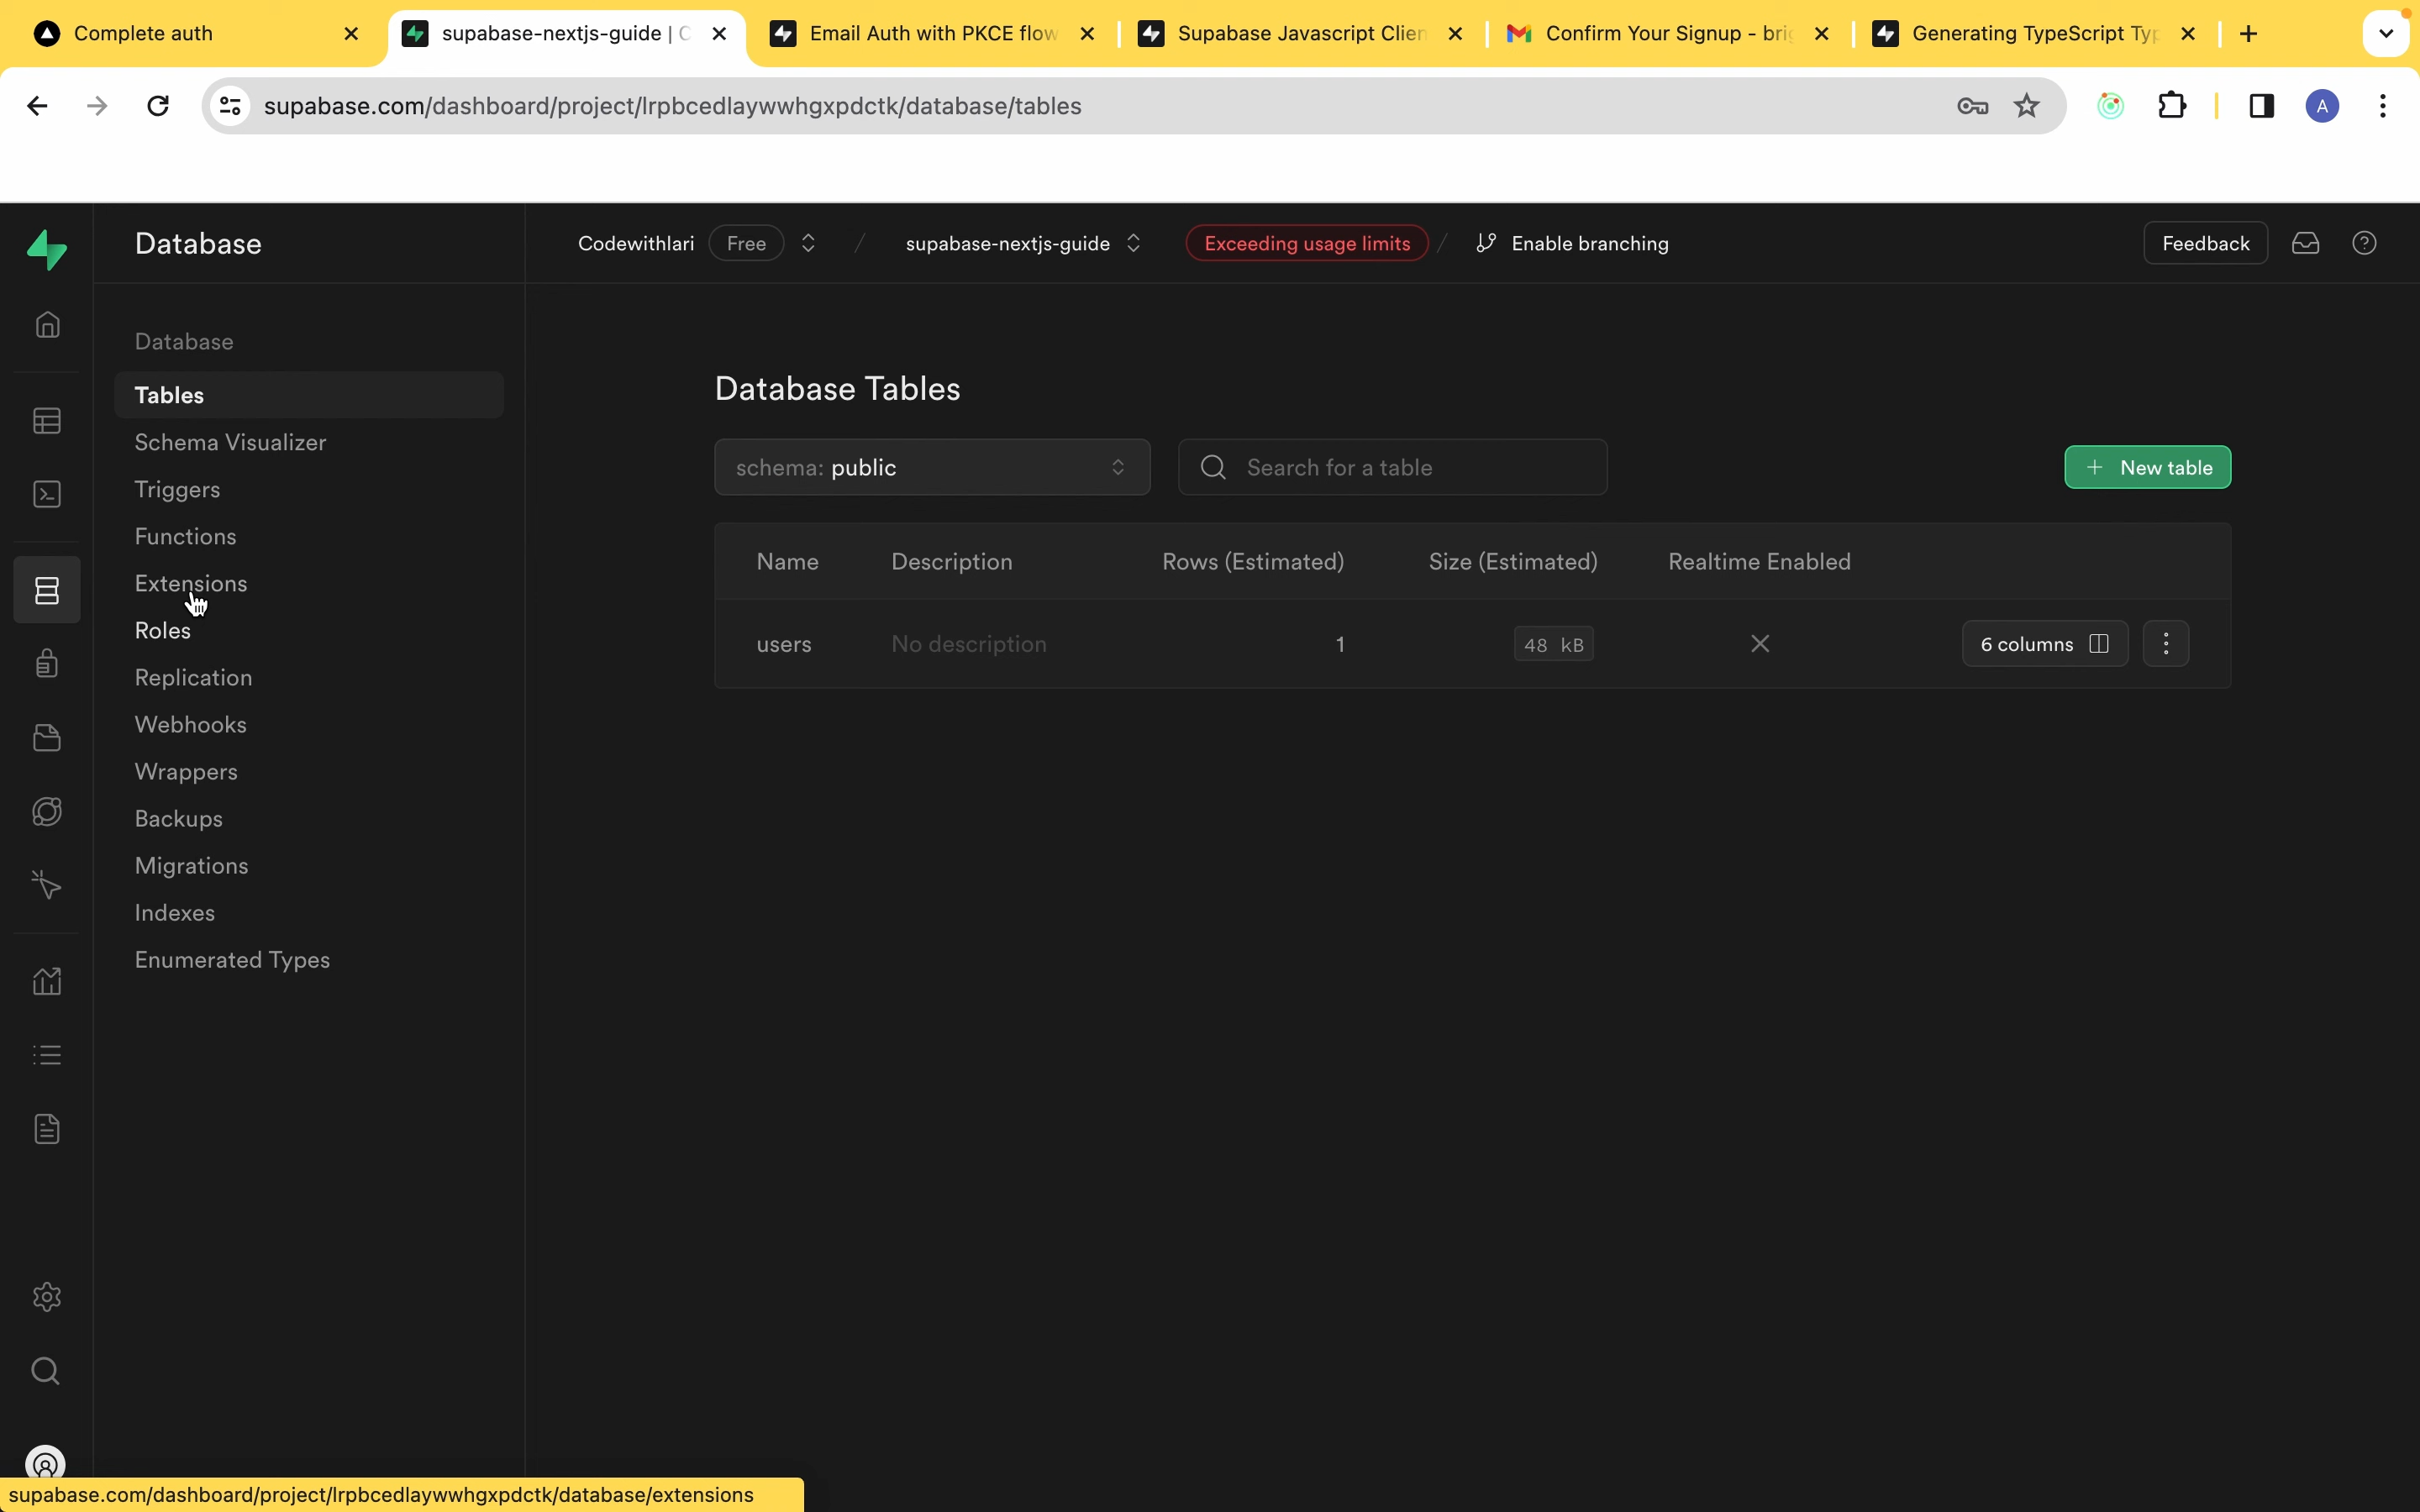 Complete auth
supabase-nextjs-guide |
Email Auth with PKCE flow
Supabase Javascript Clien
Confirm Your Signup - bri
Generating TypeScript Typ
supabase.com/dashboard/project/lrpbcedlaywwhgxpdctk/database/tables
A
Database
Codewithlari Free / supabase-nextjs-guide Exceeding usage limits / Enable branching
Feedback
Database
Tables
Schema Visualizer
Triggers
Functions
Extensions
Roles
Replication
Webhooks
Wrappers
Backups
Migrations
Indexes
Enumerated Types
Database Tables
schema: public
Search for a table
+ New table
Name Description Rows (Estimated) Size (Estimated) Realtime Enabled
users No description 1 48 kB 6 columns
supabase.com/dashboard/project/lrpbcedlaywwhgxpdctk/database/extensions